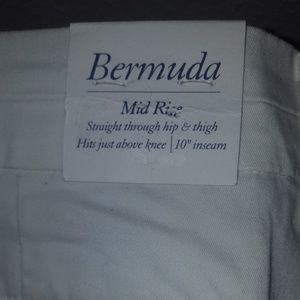 Bermuda
Mid Rise
Straight through hip & thigh
Hits just above knee | 10" inseam